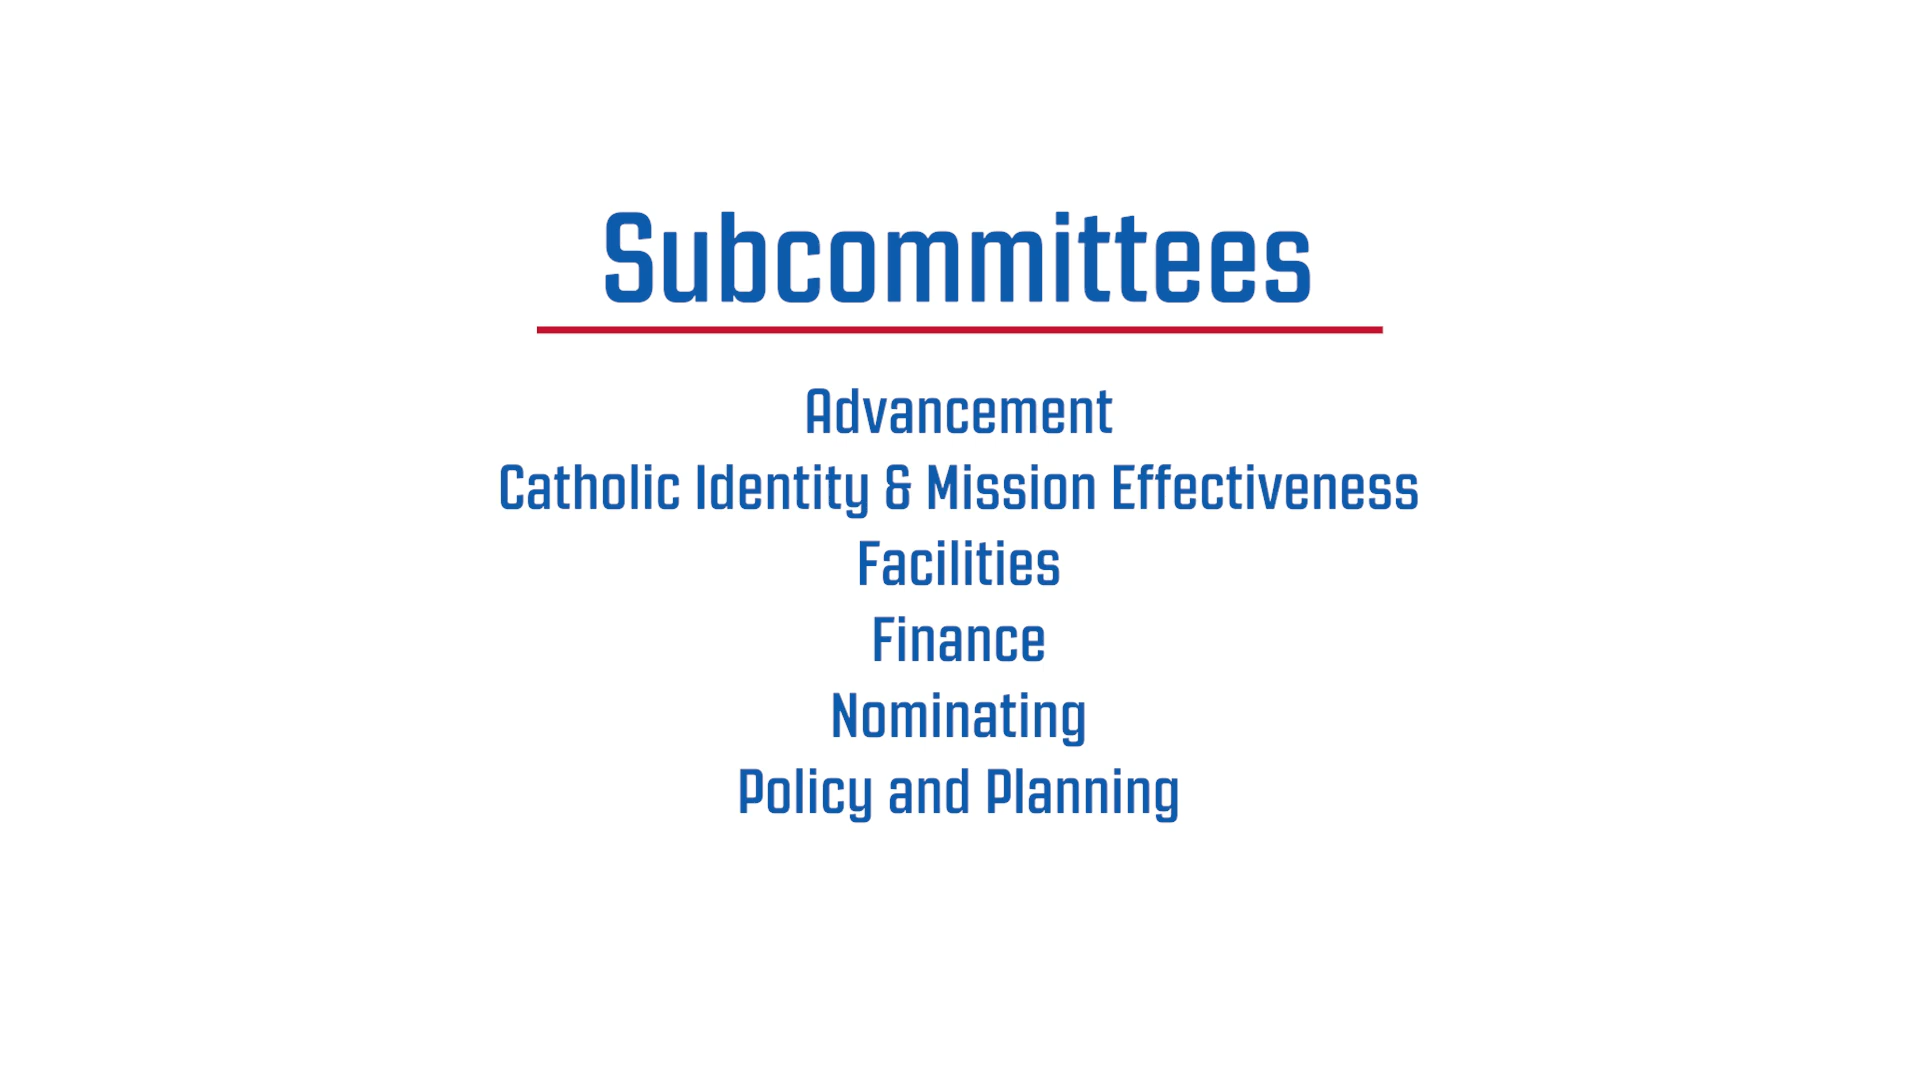 Subcommittees
Advancement
Catholic Identity & Mission Effectiveness
Facilities
Finance
Nominating
Policy and Planning